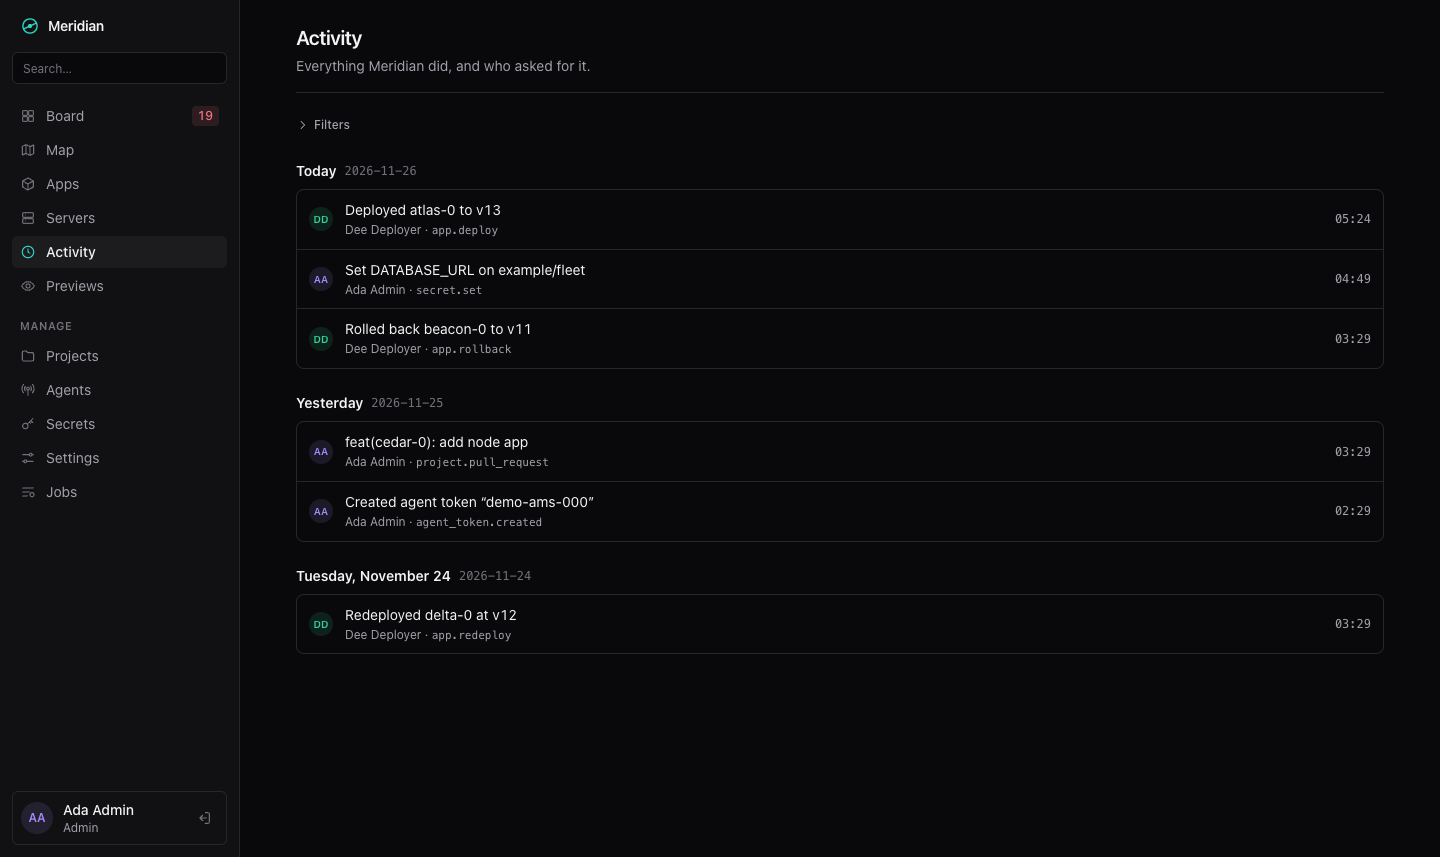 Meridian
Search...
Board 19
Map
Apps
Servers
Activity
Previews
MANAGE
Projects
Agents
Secrets
Settings
Jobs
AA Ada Admin
Admin
Activity
Everything Meridian did, and who asked for it.
Filters
Today 2026-11-26
DD Deployed atlas-0 to v13 05:24
Dee Deployer · app.deploy
AA Set DATABASE_URL on example/fleet 04:49
Ada Admin · secret.set
DD Rolled back beacon-0 to v11 03:29
Dee Deployer · app.rollback
Yesterday 2026-11-25
AA feat(cedar-0): add node app 03:29
Ada Admin · project.pull_request
AA Created agent token “demo-ams-000” 02:29
Ada Admin · agent_token.created
Tuesday, November 24 2026-11-24
DD Redeployed delta-0 at v12 03:29
Dee Deployer · app.redeploy